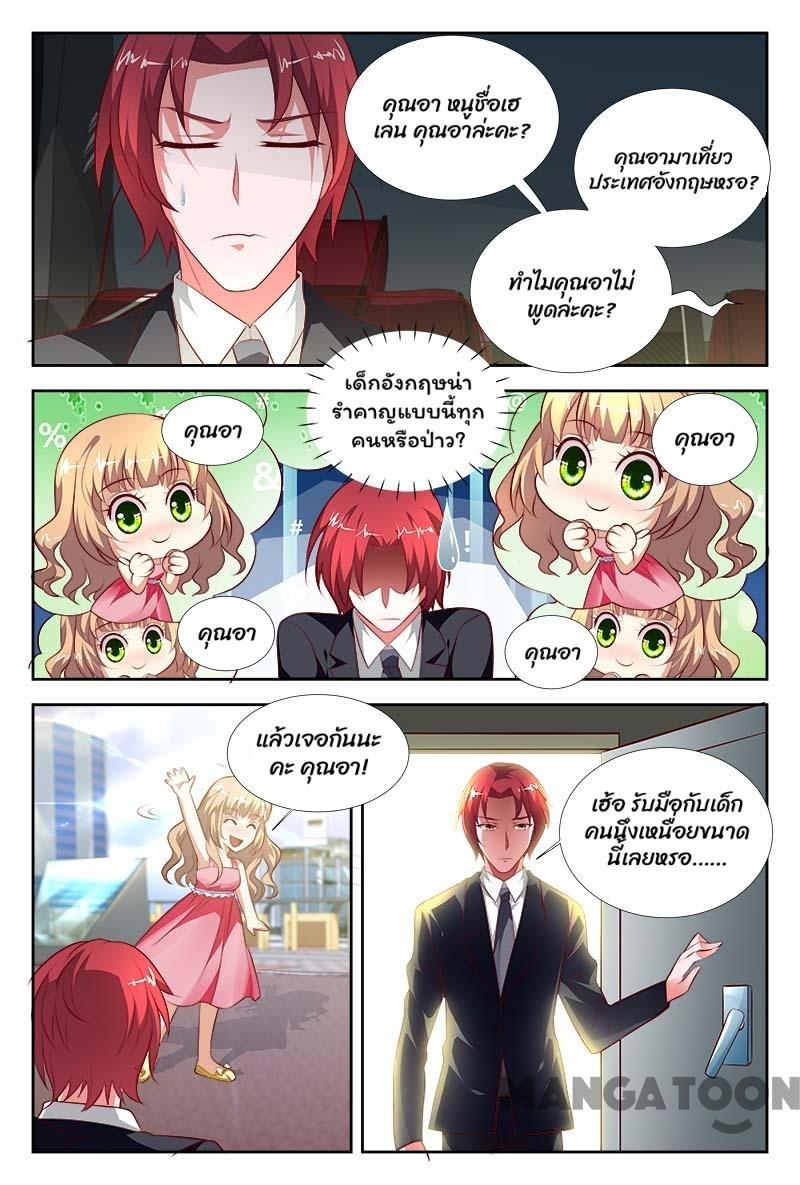 คุณอา หนูชื่อเฮ
เลน คุณอาล่ะคะ?
คุณอามาเที่ยว
ประเทศอังกฤษหรอ?
ทำไมคุณอาไม่
พูดล่ะคะ?
เด็กอังกฤษน่า
รำคาญแบบนี้ทุก
คนหรือป่าว?
คุณอา
คุณอา
คุณอา
คุณอา
%
&
#
#
@
!
แล้วเจอกันนะ
คะ คุณอา!
เฮ้อ รับมือกับเด็ก
คนนึงเหนื่อยขนาด
นี้เลยหรอ......
MANGATOON